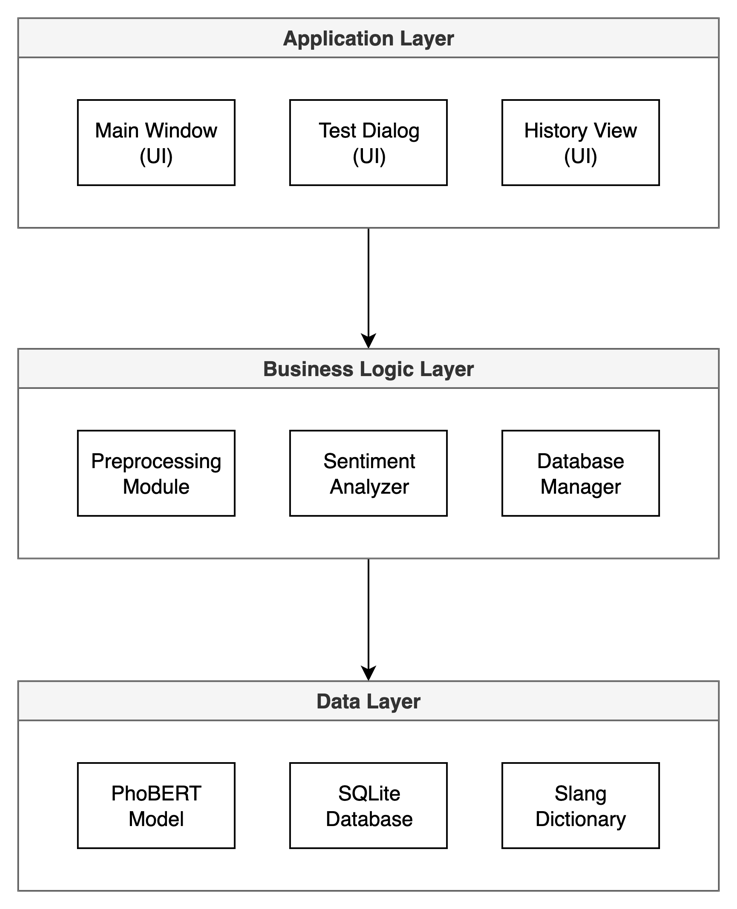 Application Layer
Main Window
(UI)
Test Dialog
(UI)
History View
(UI)
Business Logic Layer
Preprocessing
Module
Sentiment
Analyzer
Database
Manager
Data Layer
PhoBERT
Model
SQLite
Database
Slang
Dictionary